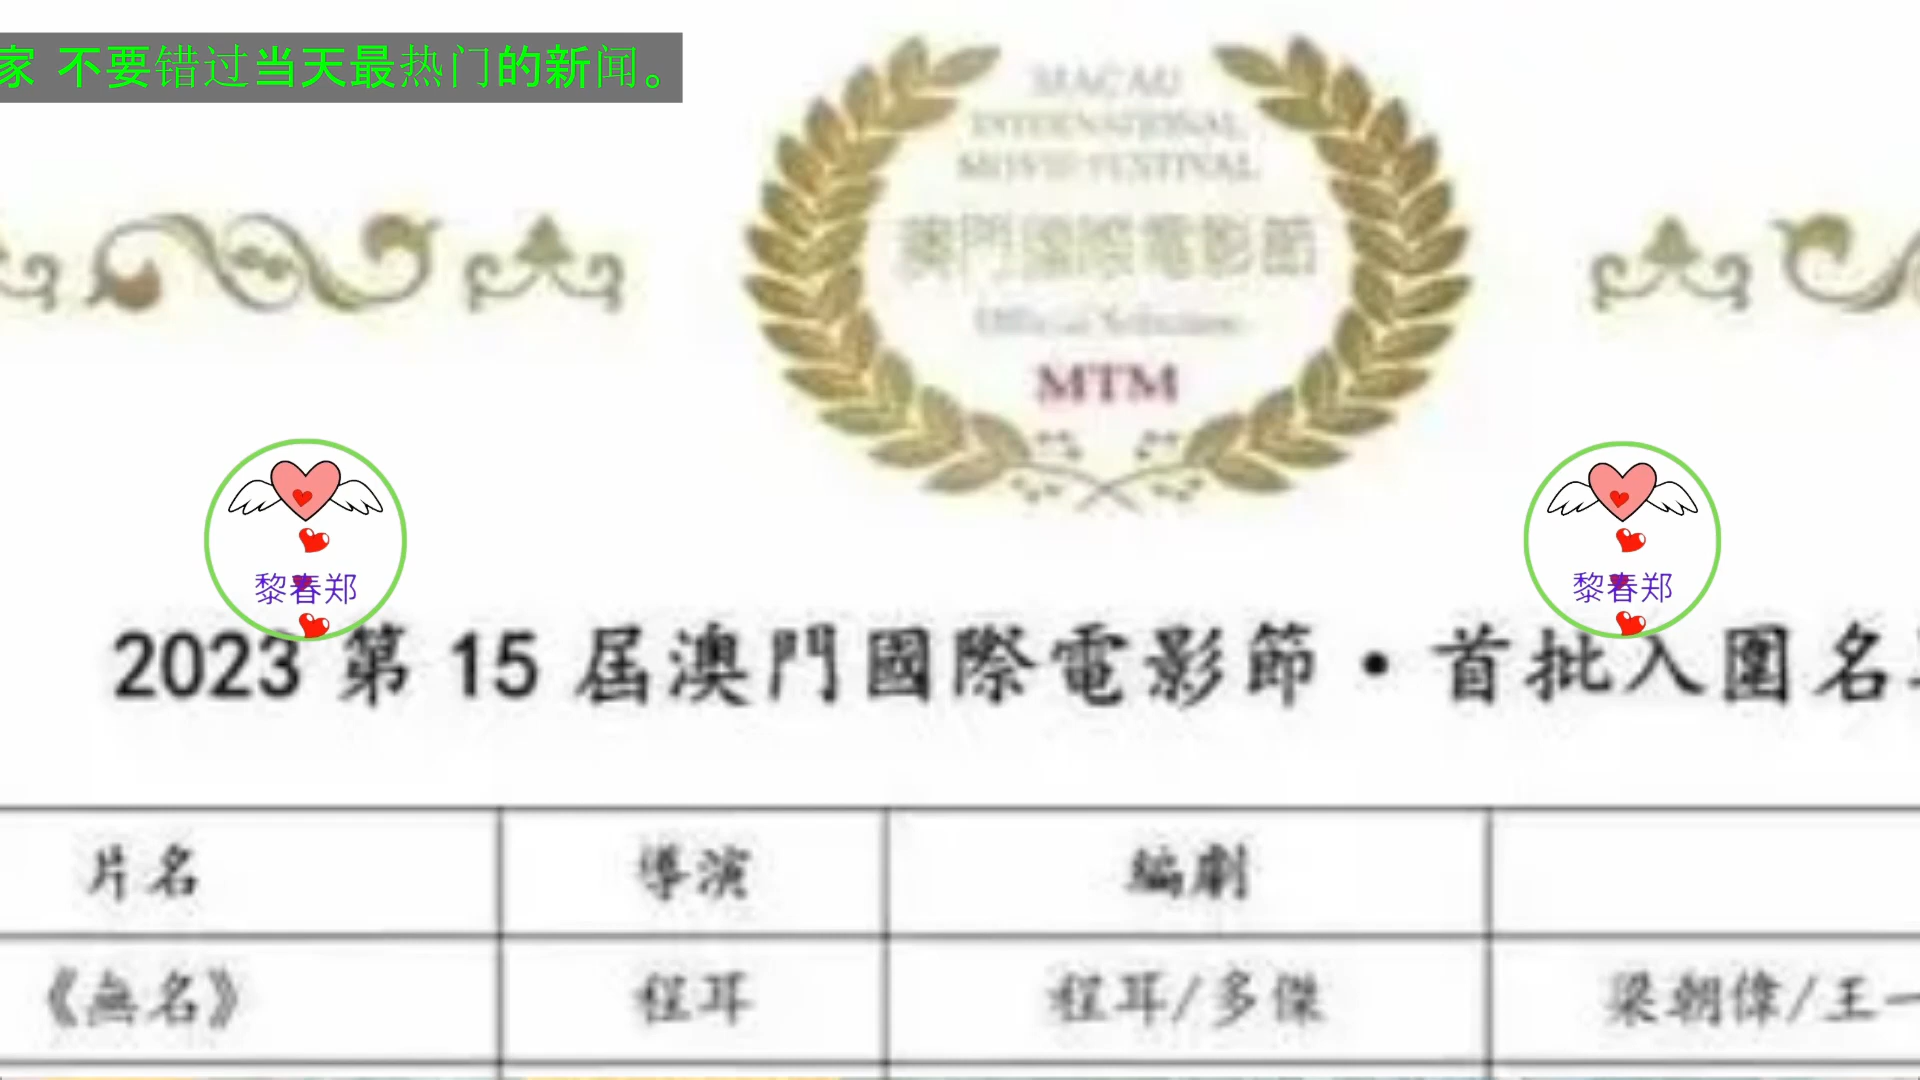 家 不要错过当天最热门的新闻。
MACAU
INTERNATIONAL
MOVIE FESTIVAL
澳門國際電影節
Official Selection
MTM
黎春郑
黎春郑
2023 第 15 屆澳門國際電影節·首批入圍名
片名 導演 編劇
《無名》 程耳 程耳/多傑 梁朝偉/王一